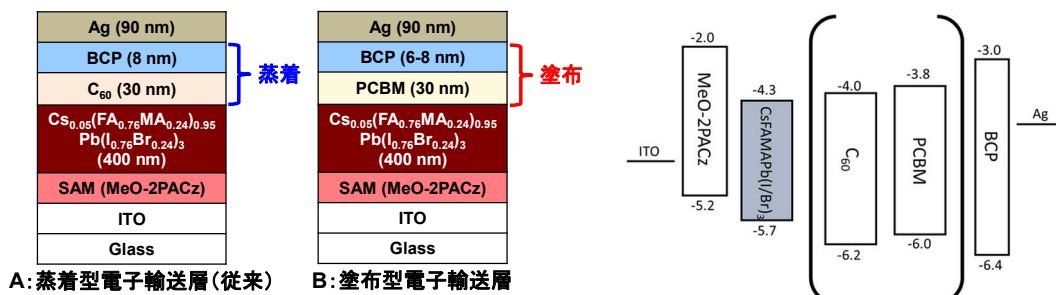 Ag (90 nm)
BCP (8 nm)
C₆₀ (30 nm)
蒸着
Cs₀.₀₅(FA₀.₇₆MA₀.₂₄)₀.₉₅
Pb(I₀.₇₆Br₀.₂₄)₃
(400 nm)
SAM (MeO-2PACz)
ITO
Glass
A:蒸着型電子輸送層(従来)
Ag (90 nm)
BCP (6-8 nm)
PCBM (30 nm)
塗布
Cs₀.₀₅(FA₀.₇₆MA₀.₂₄)₀.₉₅
Pb(I₀.₇₆Br₀.₂₄)₃
(400 nm)
SAM (MeO-2PACz)
ITO
Glass
B:塗布型電子輸送層
ITO
-2.0
MeO-2PACz
-5.2
-4.3
CsFAMAPb(I/Br)₃
-5.7
-4.0
C₆₀
-6.2
-3.8
PCBM
-6.0
-3.0
BCP
-6.4
Ag